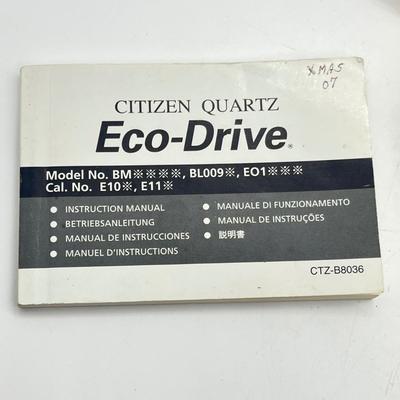 XMAS
07
CITIZEN QUARTZ
Eco-Drive®
Model No. BM※※※※, BL009※, EO1※※※
Cal. No. E10※, E11※
● INSTRUCTION MANUAL
● BETRIEBSANLEITUNG
● MANUAL DE INSTRUCCIONES
● MANUEL D'INSTRUCTIONS
● MANUALE DI FUNZIONAMENTO
● MANUAL DE INSTRUÇÕES
● 説明書
CTZ-B8036